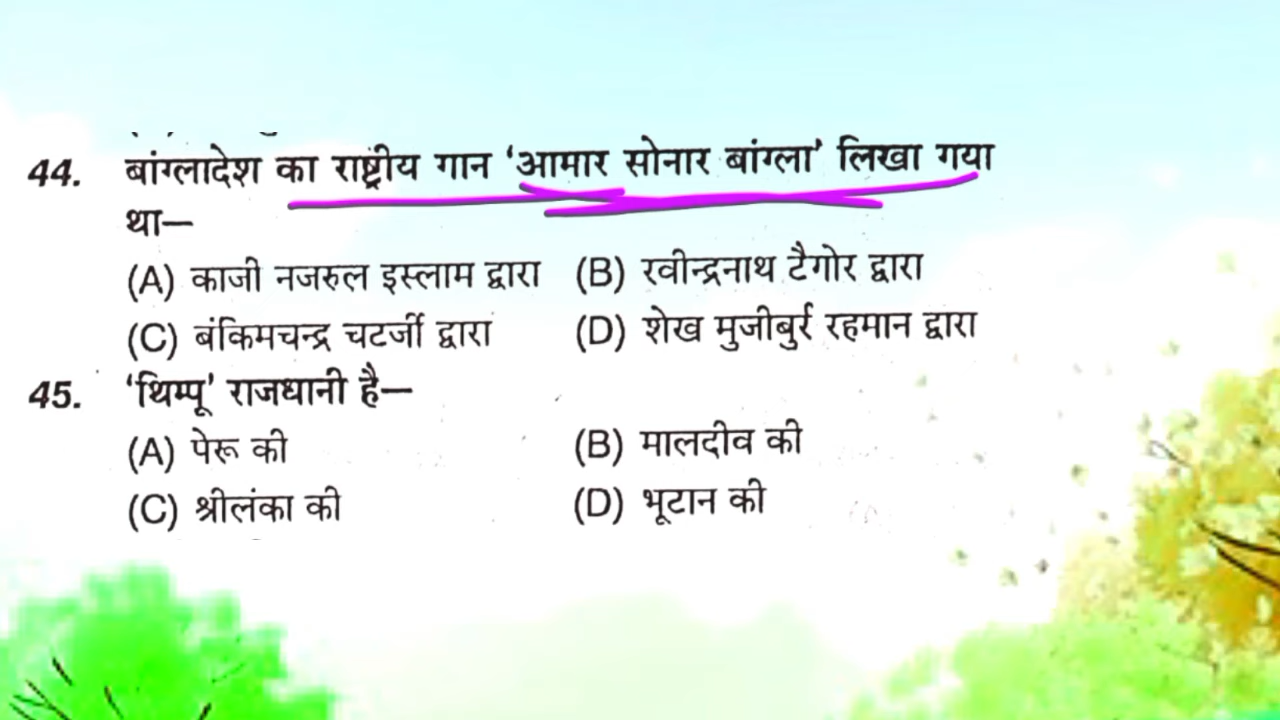 44. बांग्लादेश का राष्ट्रीय गान ‘आमार सोनार बांग्ला’ लिखा गया
था—
(A) काजी नजरुल इस्लाम द्वारा (B) रवीन्द्रनाथ टैगोर द्वारा
(C) बंकिमचन्द्र चटर्जी द्वारा (D) शेख मुजीबुर्र रहमान द्वारा
45. ‘थिम्पू’ राजधानी है—
(A) पेरू की (B) मालदीव की
(C) श्रीलंका की (D) भूटान की